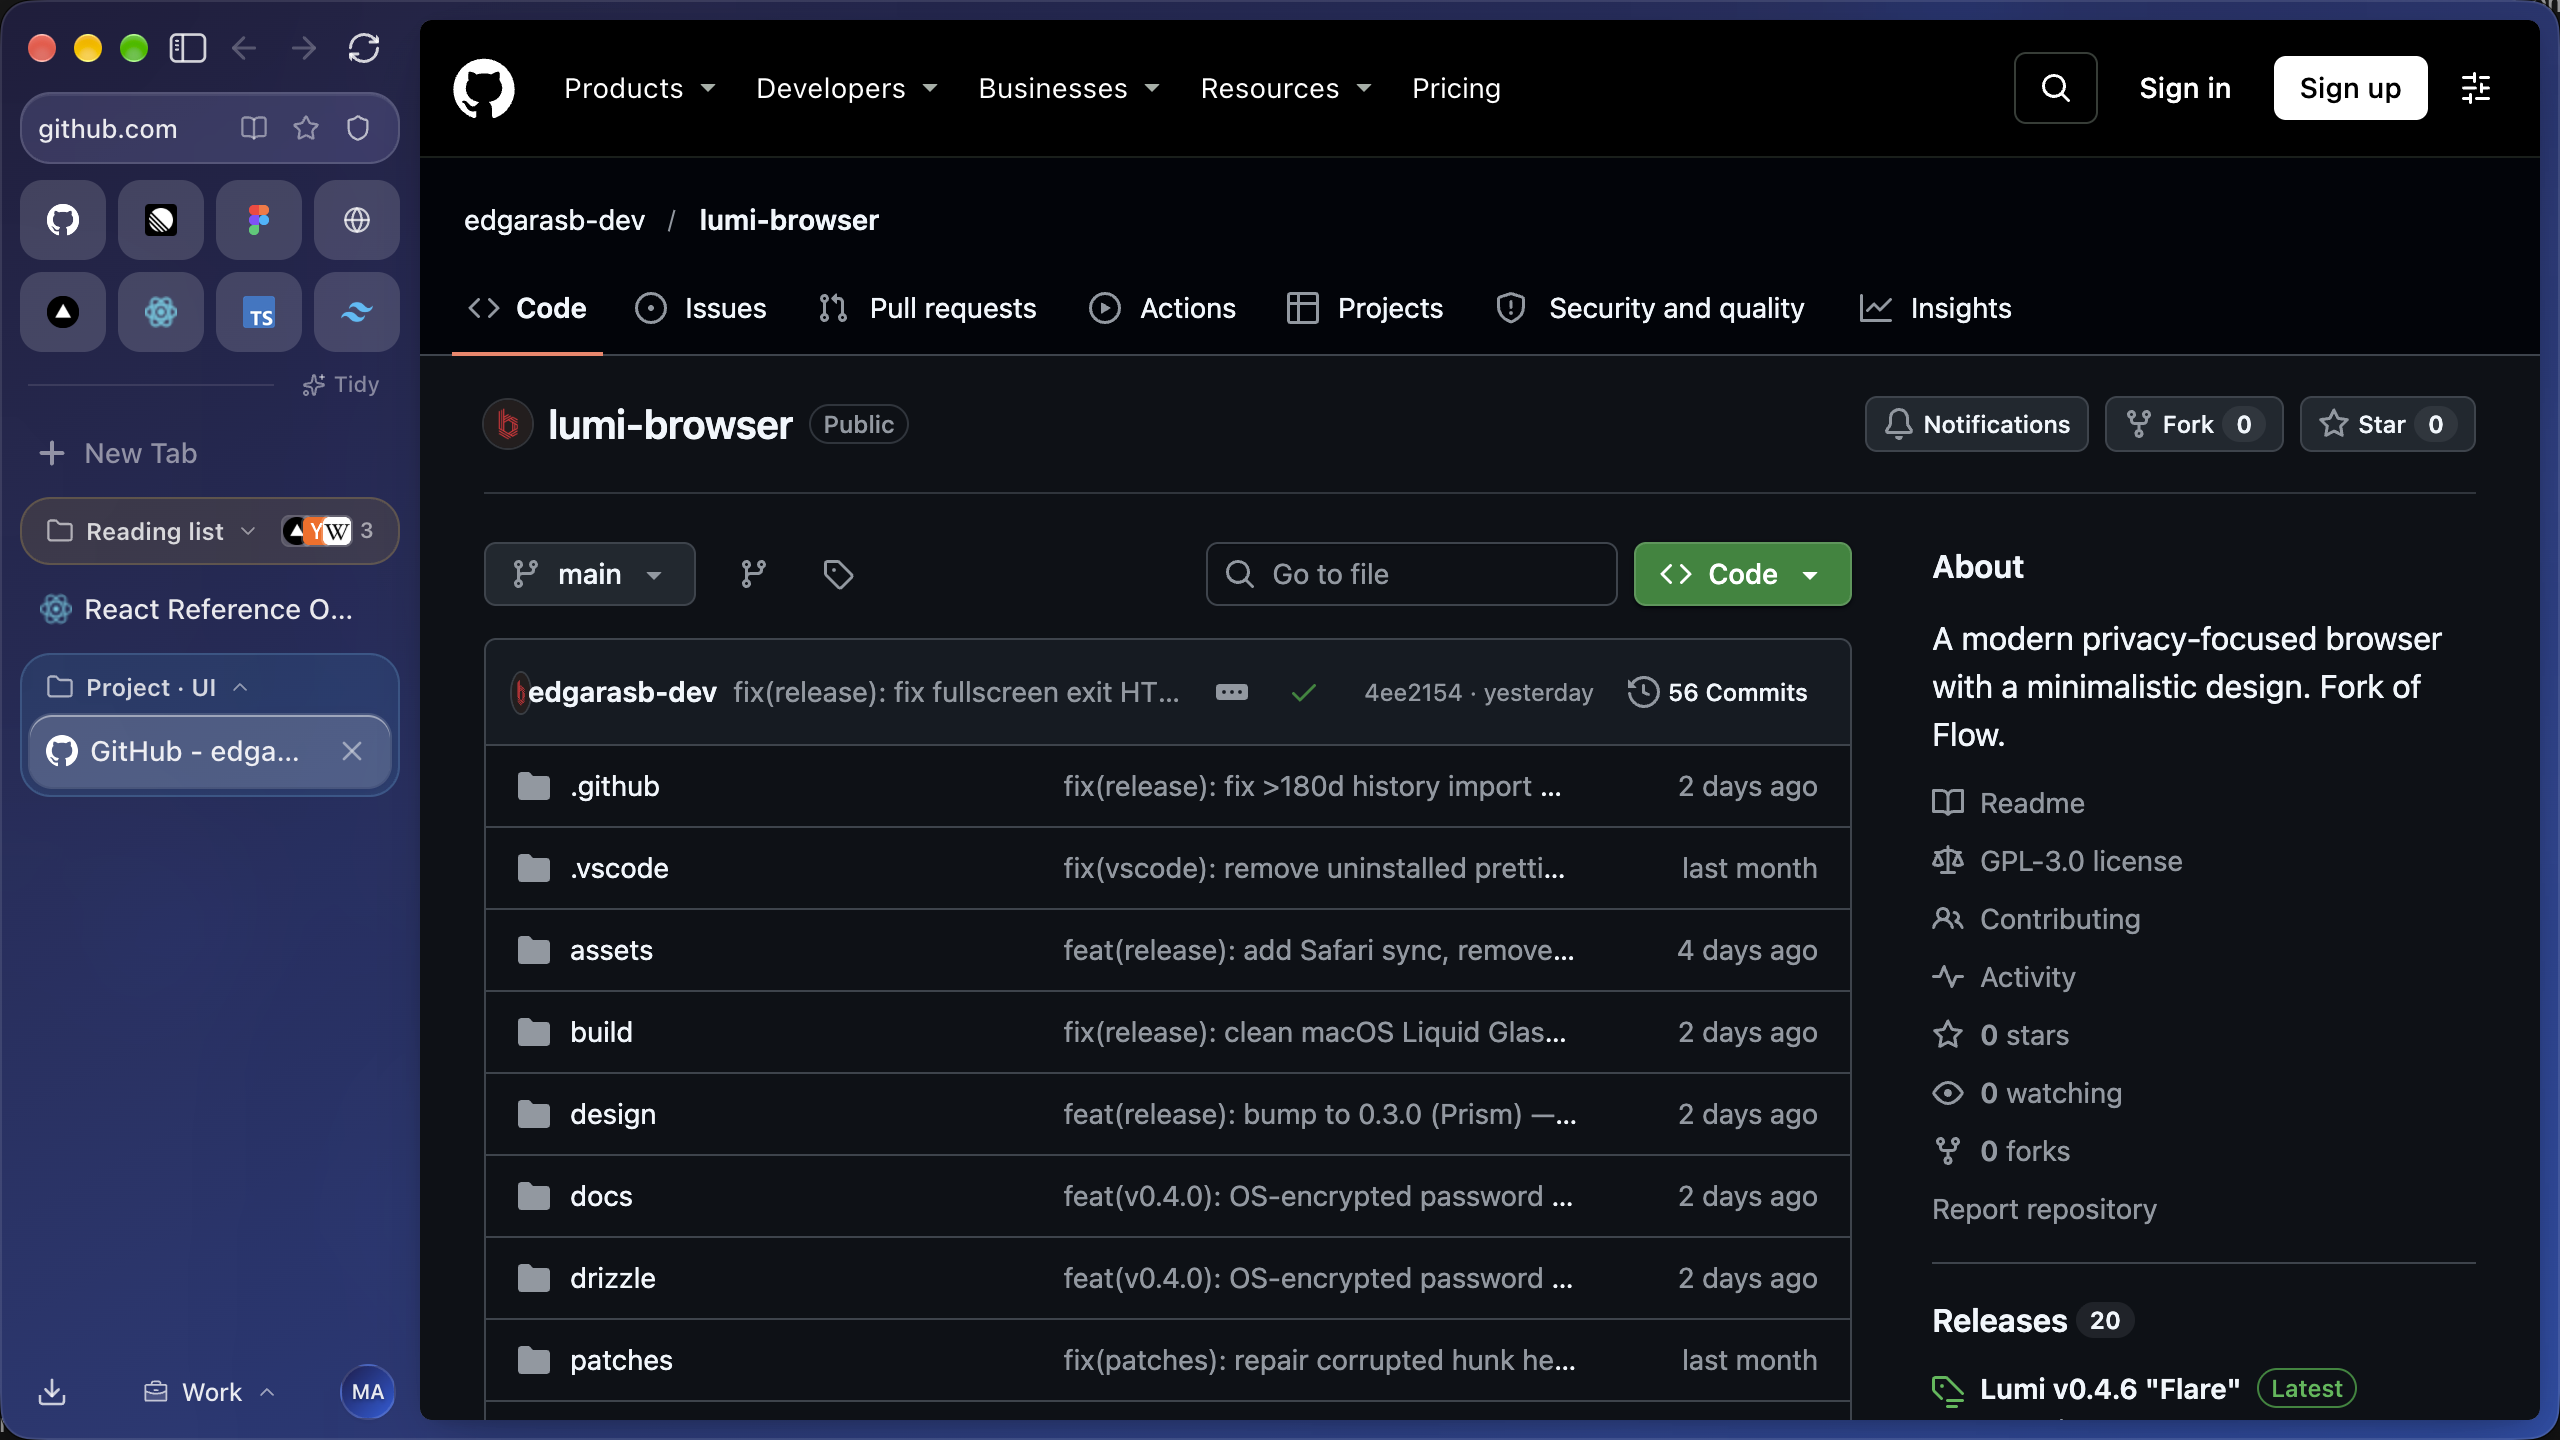 github.com
Tidy
New Tab
Reading list 3
React Reference O...
Project · UI
GitHub - edga...
Work
MA
Products Developers Businesses Resources Pricing
Sign in Sign up
edgarasb-dev / lumi-browser
Code Issues Pull requests Actions Projects Security and quality Insights
lumi-browser Public
Notifications Fork 0 Star 0
main Go to file Code
edgarasb-dev fix(release): fix fullscreen exit HT... 4ee2154 · yesterday 56 Commits
.github fix(release): fix >180d history import ... 2 days ago
.vscode fix(vscode): remove uninstalled pretti... last month
assets feat(release): add Safari sync, remove... 4 days ago
build fix(release): clean macOS Liquid Glas... 2 days ago
design feat(release): bump to 0.3.0 (Prism) —... 2 days ago
docs feat(v0.4.0): OS-encrypted password ... 2 days ago
drizzle feat(v0.4.0): OS-encrypted password ... 2 days ago
patches fix(patches): repair corrupted hunk he... last month
About
A modern privacy-focused browser
with a minimalistic design. Fork of
Flow.
Readme
GPL-3.0 license
Contributing
Activity
0 stars
0 watching
0 forks
Report repository
Releases 20
Lumi v0.4.6 "Flare" Latest